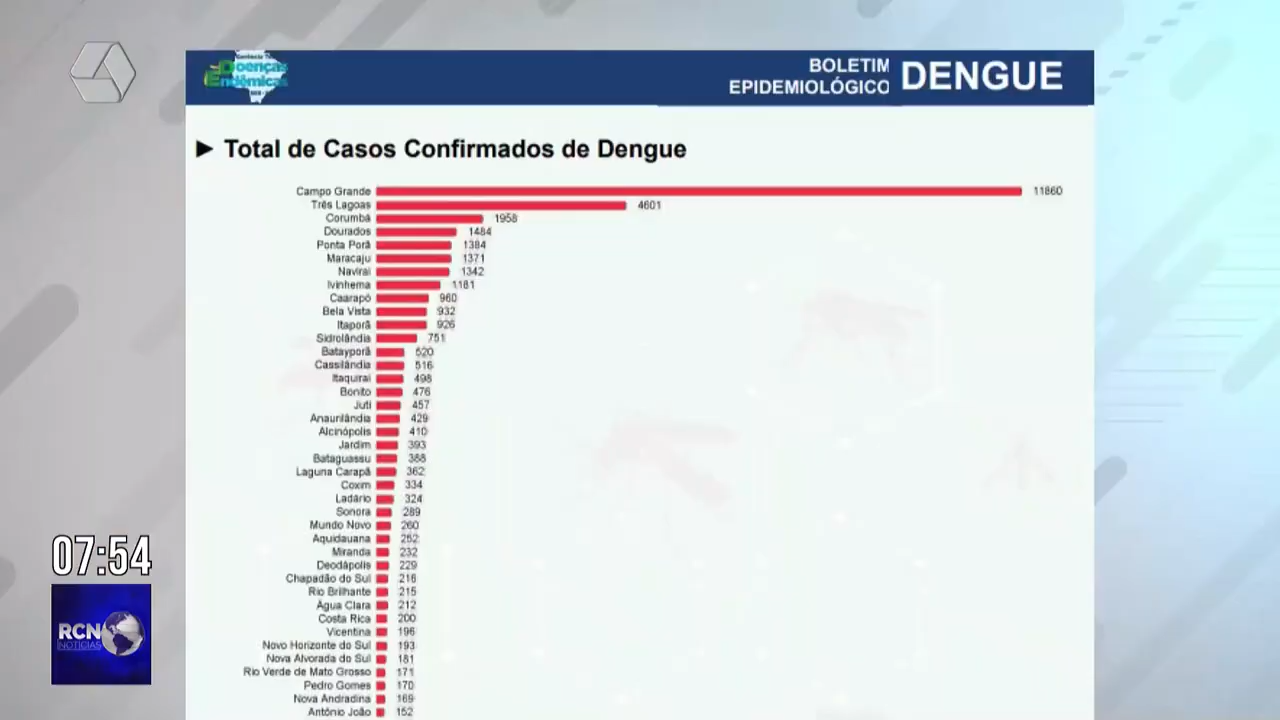 Doenças
Endêmicas
BOLETIM
EPIDEMIOLÓGICO
DENGUE
► Total de Casos Confirmados de Dengue
Campo Grande 11860
Três Lagoas 4601
Corumbá 1958
Dourados 1484
Ponta Porã 1384
Maracaju 1371
Naviraí 1342
Ivinhema 1181
Caarapó 960
Bela Vista 932
Itaporã 926
Sidrolândia 751
Batayporã 520
Cassilândia 516
Itaquiraí 498
Bonito 476
Juti 457
Anaurilândia 429
Alcinópolis 410
Jardim 393
Bataguassu 388
Laguna Carapã 362
Coxim 334
Ladário 324
Sonora 289
Mundo Novo 260
Aquidauana 252
Miranda 232
Deodápolis 229
Chapadão do Sul 216
Rio Brilhante 215
Água Clara 212
Costa Rica 200
Vicentina 196
Novo Horizonte do Sul 193
Nova Alvorada do Sul 181
Rio Verde de Mato Grosso 171
Pedro Gomes 170
Nova Andradina 169
Antônio João 152
07:54
RCN
NOTÍCIAS